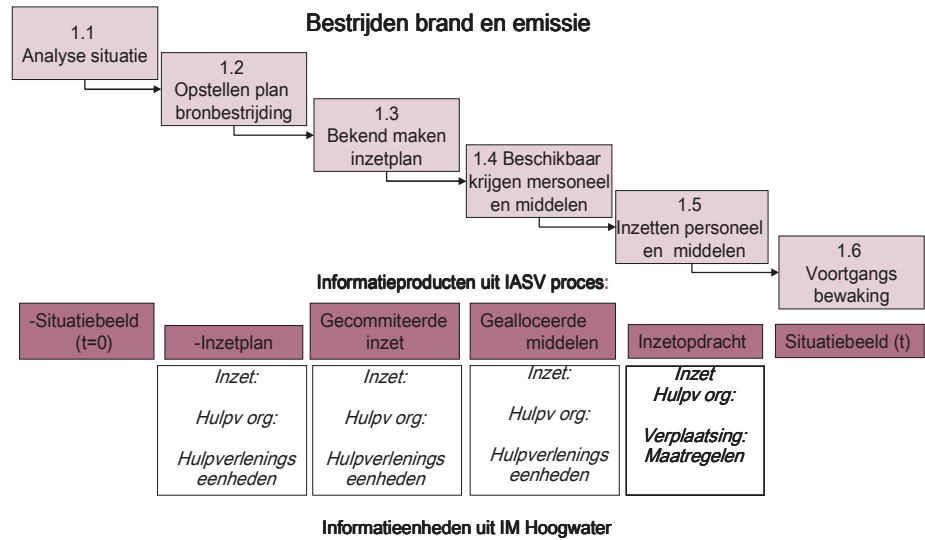 Bestrijden brand en emissie
1.1
Analyse situatie
1.2
Opstellen plan
bronbestrijding
1.3
Bekend maken
inzetplan
1.4 Beschikbaar
krijgen mersoneel
en middelen
1.5
Inzetten personeel
en middelen
1.6
Voortgangs
bewaking
Informatieproducten uit IASV proces:
-Situatiebeeld
(t=0)
-Inzetplan
Gecommiteerde
inzet
Gealloceerde
middelen
Inzetopdracht
Situatiebeeld (t)
Inzet:
Hulpv org:
Hulpverlenings
eenheden
Inzet:
Hulpv org:
Hulpverlenings
eenheden
Inzet:
Hulpv org:
Hulpverlenings
eenheden
Inzet
Hulpv org:
Verplaatsing:
Maatregelen
Informatieenheden uit IM Hoogwater